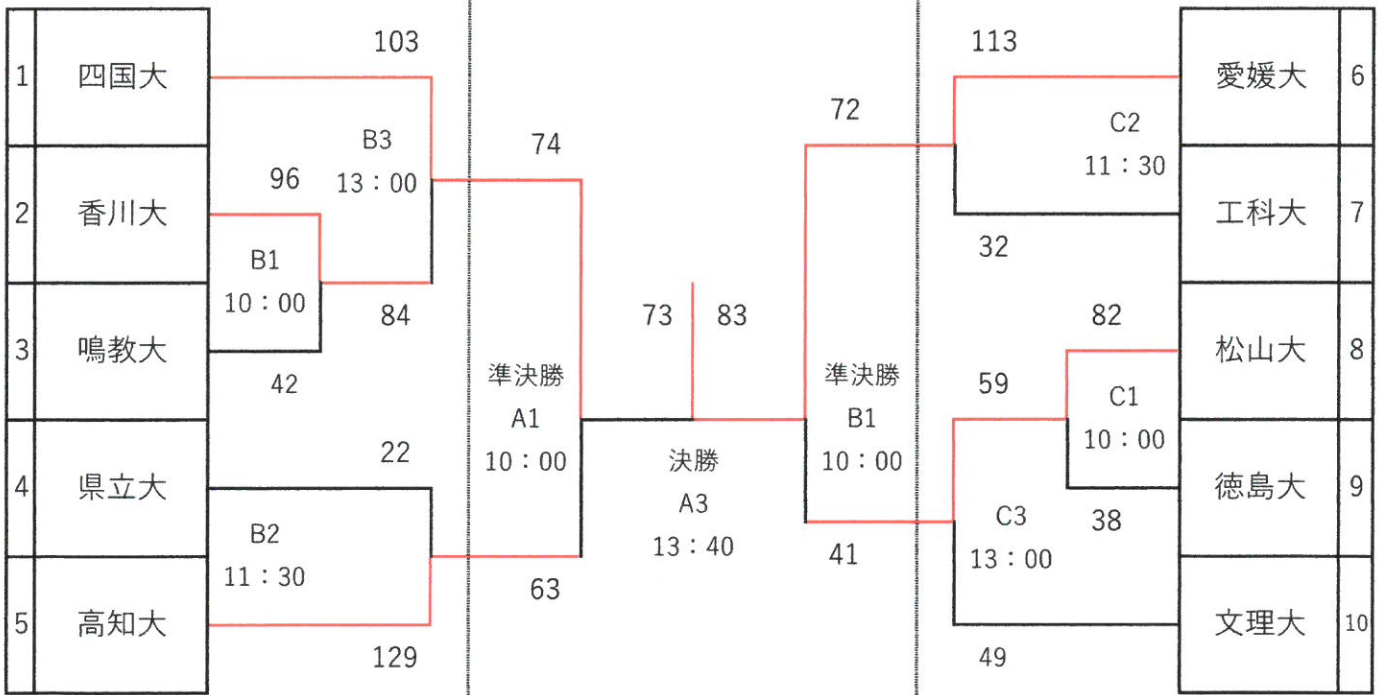 1
四国大
2
香川大
3
鳴教大
4
県立大
5
高知大
103
B3
13：00
96
B1
10：00
84
42
22
B2
11：30
129
74
準決勝
A1
10：00
63
73
83
決勝
A3
13：40
72
準決勝
B1
10：00
41
113
C2
11：30
32
82
59
C1
10：00
38
C3
13：00
49
愛媛大
6
工科大
7
松山大
8
徳島大
9
文理大
10